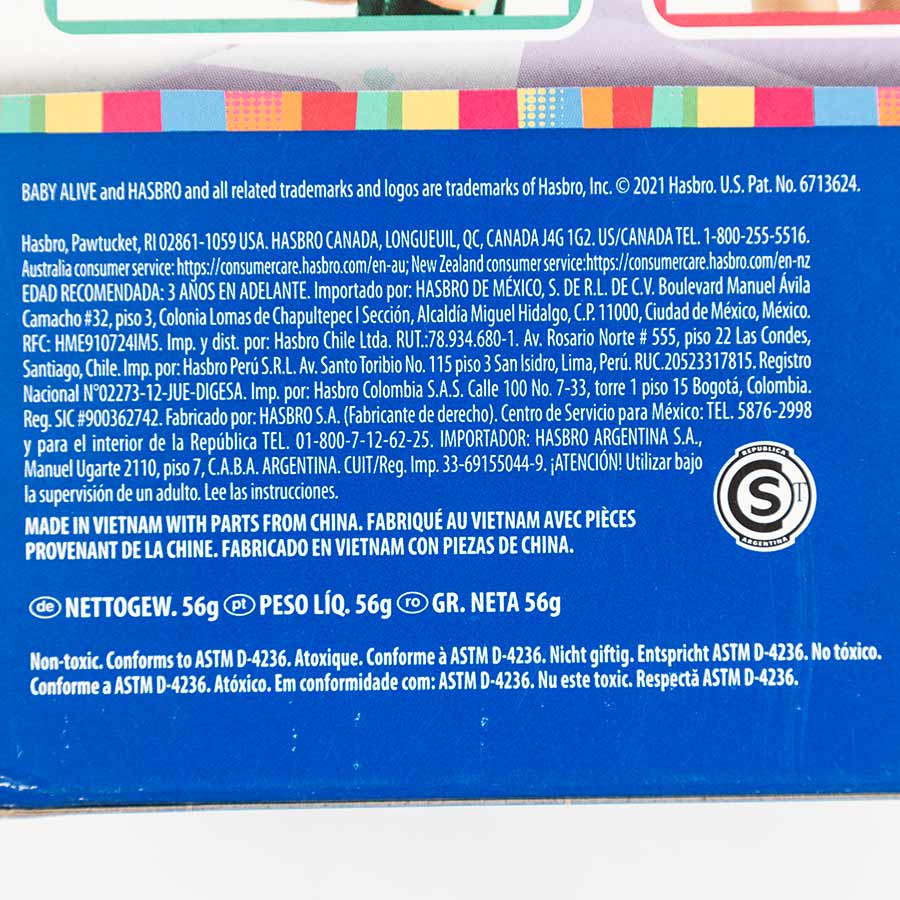 BABY ALIVE and HASBRO and all related trademarks and logos are trademarks of Hasbro, Inc. © 2021 Hasbro. U.S. Pat. No. 6713624.
Hasbro, Pawtucket, RI 02861-1059 USA. HASBRO CANADA, LONGUEUIL, QC, CANADA J4G 1G2. US/CANADA TEL. 1-800-255-5516.
Australia consumer service: https://consumercare.hasbro.com/en-au; New Zealand consumer service:https://consumercare.hasbro.com/en-nz
EDAD RECOMENDADA: 3 AÑOS EN ADELANTE. Importado por: HASBRO DE MÉXICO, S. DE R.L. DE C.V. Boulevard Manuel Ávila
Camacho #32, piso 3, Colonia Lomas de Chapultepec I Sección, Alcaldía Miguel Hidalgo, C.P. 11000, Ciudad de México, México.
RFC: HME910724IM5. Imp. y dist. por: Hasbro Chile Ltda. RUT.:78.934.680-1. Av. Rosario Norte # 555, piso 22 Las Condes,
Santiago, Chile. Imp. por: Hasbro Perú S.R.L. Av. Santo Toribio No. 115 piso 3 San Isidro, Lima, Perú. RUC.20523317815. Registro
Nacional N°02273-12-JUE-DIGESA. Imp. por: Hasbro Colombia S.A.S. Calle 100 No. 7-33, torre 1 piso 15 Bogotá, Colombia.
Reg. SIC #900362742. Fabricado por: HASBRO S.A. (Fabricante de derecho). Centro de Servicio para México: TEL. 5876-2998
y para el interior de la República TEL. 01-800-7-12-62-25. IMPORTADOR: HASBRO ARGENTINA S.A.,
Manuel Ugarte 2110, piso 7, C.A.B.A. ARGENTINA. CUIT/Reg. Imp. 33-69155044-9. ¡ATENCIÓN! Utilizar bajo
la supervisión de un adulto. Lee las instrucciones.
REPUBLICA
CS T
ARGENTINA
MADE IN VIETNAM WITH PARTS FROM CHINA. FABRIQUÉ AU VIETNAM AVEC PIÈCES
PROVENANT DE LA CHINE. FABRICADO EN VIETNAM CON PIEZAS DE CHINA.
de NETTOGEW. 56g pt PESO LÍQ. 56g ro GR. NETA 56g
Non-toxic. Conforms to ASTM D-4236. Atoxique. Conforme à ASTM D-4236. Nicht giftig. Entspricht ASTM D-4236. No tóxico.
Conforme a ASTM D-4236. Atóxico. Em conformidade com: ASTM D-4236. Nu este toxic. Respectă ASTM D-4236.